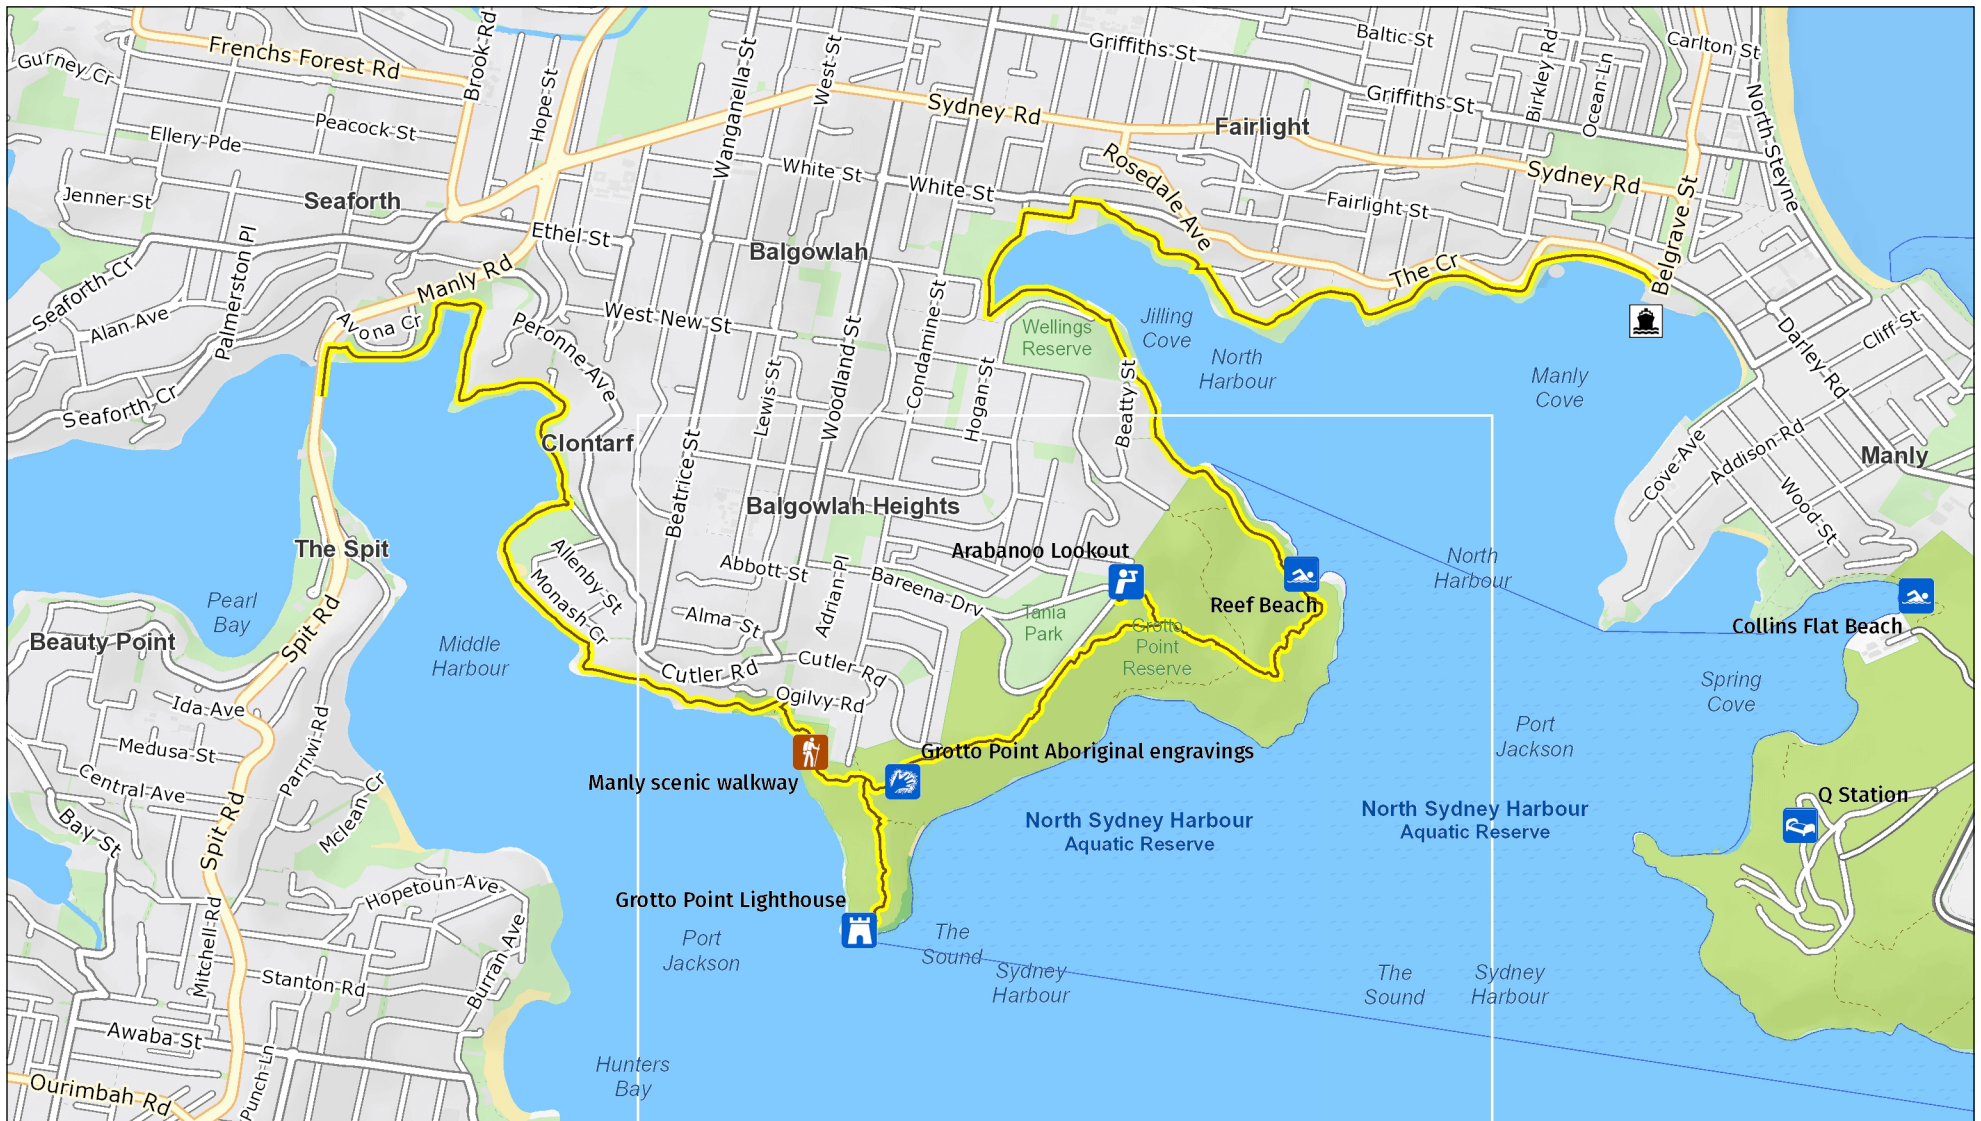 Frenchs Forest Rd
Gurney Cr
Brook Rd
Hope St
Wanganella St
West St
Griffiths St
Baltic St
Birkley Rd
Ocean Ln
Carlton St
Griffiths St
North Steyne
Peacock St
Ellery Pde
Sydney Rd
Fairlight
White St
White St
Rosedale Ave
Sydney Rd
Jenner St
Seaforth
Palmerston Pl
Ethel St
Balgowlah
Fairlight St
Belgrave St
Seaforth Cr
Alan Ave
Manly Rd
Avona Cr
The Cr
Peronne Ave
West New St
Condamine St
Woodland St
Lewis St
Wellings
Reserve
Jilling
Cove
North
Harbour
Manly
Cove
Darley Rd
Cliff St
Seaforth Cr
Clontarf
Beatrice St
Hogan St
Beatty St
Cove Ave
Addison Rd
Manly
Wood St
Balgowlah Heights
The Spit
Allenby St
Monash Cr
Abbott St
Adrian Pl
Bareena Drv
Arabanoo Lookout
North
Harbour
Reef Beach
Collins Flat Beach
Pearl
Bay
Beauty Point
Spit Rd
Middle
Harbour
Alma St
Tania
Park
Grotto
Point
Reserve
Cutler Rd
Cutler Rd
Ogilvy Rd
Spring
Cove
Port
Jackson
Ida Ave
Medusa St
Parriwi Rd
Central Ave
Mclean Cr
Bay St
Spit Rd
Manly scenic walkway
Grotto Point Aboriginal engravings
Q Station
North Sydney Harbour
Aquatic Reserve
North Sydney Harbour
Aquatic Reserve
Hopetoun Ave
Grotto Point Lighthouse
Mitchell Rd
Burran Ave
Port
Jackson
The
Sound
Sydney
Harbour
The
Sound
Sydney
Harbour
Stanton Rd
Awaba St
Punch Ln
Ourimbah Rd
Hunters
Bay